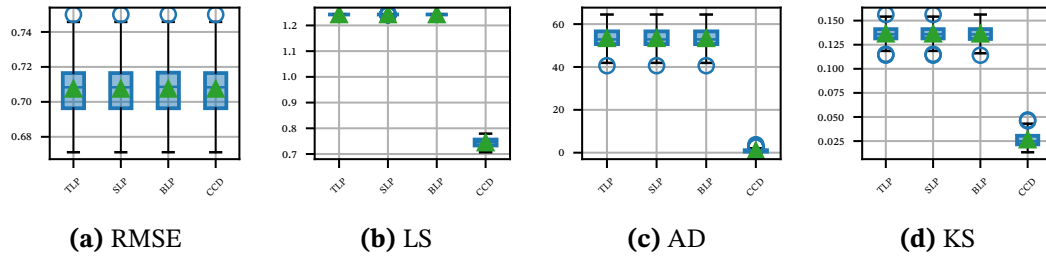 0.74
0.72
0.70
0.68
TLP
SLP
BLP
CCD
(a) RMSE
1.2
1.1
1.0
0.9
0.8
0.7
TLP
SLP
BLP
CCD
(b) LS
60
40
20
0
TLP
SLP
BLP
CCD
(c) AD
0.150
0.125
0.100
0.075
0.050
0.025
TLP
SLP
BLP
CCD
(d) KS